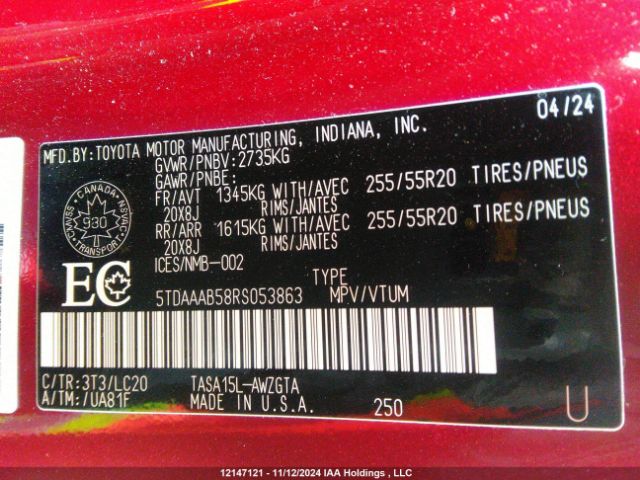 04/24
MFD.BY:TOYOTA MOTOR MANUFACTURING, INDIANA, INC.
GVWR/PNBV:2735KG
GAWR/PNBE:
FR/AVT 1345KG WITH/AVEC 255/55R20 TIRES/PNEUS
20X8J RIMS/JANTES
RR/ARR 1615KG WITH/AVEC 255/55R20 TIRES/PNEUS
20X8J RIMS/JANTES
ICES/NMB-002
CANADA
930
TRANSPORT
EC
TYPE
5TDAAAB58RS053863 MPV/VTUM
C/TR:3T3/LC20 TASA15L-AWZGTA
A/TM:/UA81F MADE IN U.S.A. 250 U
12147121 - 11/12/2024 IAA Holdings , LLC